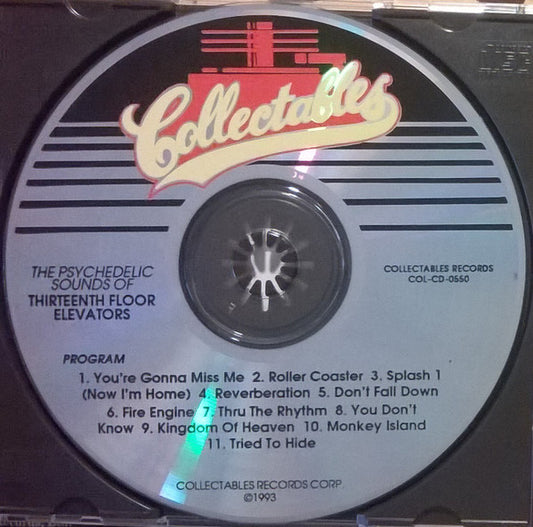 Collectables
THE PSYCHEDELIC
SOUNDS OF
THIRTEENTH FLOOR
ELEVATORS
COLLECTABLES RECORDS
COL-CD-0550
PROGRAM
1. You're Gonna Miss Me 2. Roller Coaster 3. Splash 1
(Now I'm Home) 4. Reverberation 5. Don't Fall Down
6. Fire Engine 7. Thru The Rhythm 8. You Don't
Know 9. Kingdom Of Heaven 10. Monkey Island
11. Tried To Hide
COLLECTABLES RECORDS CORP.
©1993